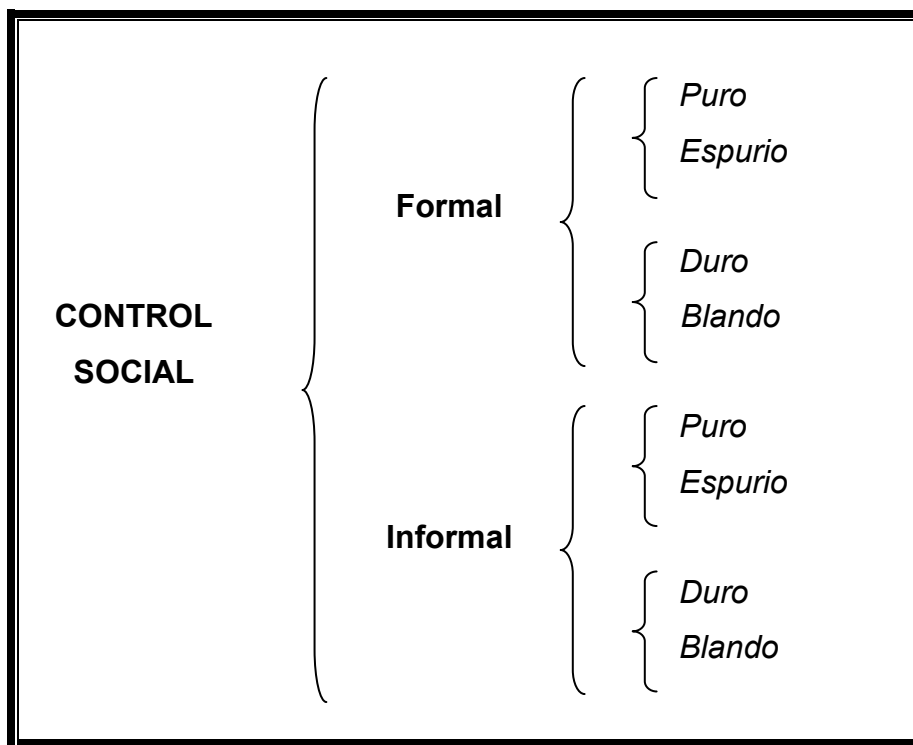 CONTROL
SOCIAL
Formal
Puro
Espurio
Duro
Blando
Informal
Puro
Espurio
Duro
Blando